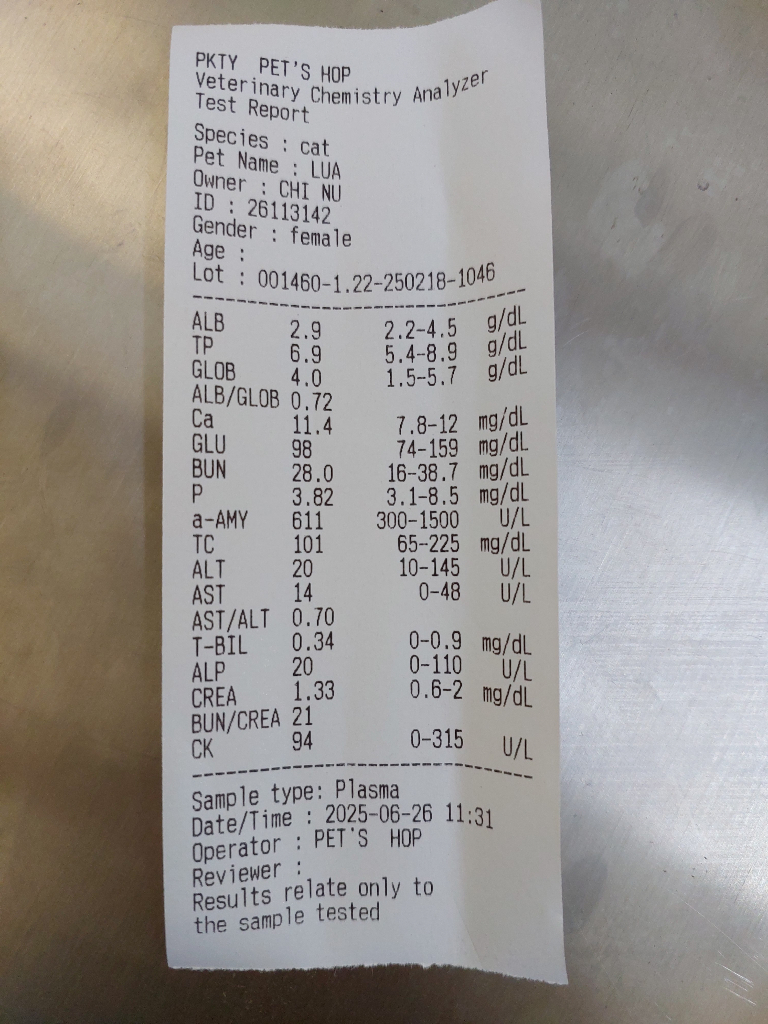 PKTY PET'S HOP
Veterinary Chemistry Analyzer
Test Report
Species : cat
Pet Name : LUA
Owner : CHI NU
ID : 26113142
Gender : female
Age :
Lot : 001460-1.22-250218-1046
ALB 2.9 2.2-4.5 g/dL
TP 6.9 5.4-8.9 g/dL
GLOB 4.0 1.5-5.7 g/dL
ALB/GLOB 0.72
Ca 11.4 7.8-12 mg/dL
GLU 98 74-159 mg/dL
BUN 28.0 16-38.7 mg/dL
P 3.82 3.1-8.5 mg/dL
a-AMY 611 300-1500 U/L
TC 101 65-225 mg/dL
ALT 20 10-145 U/L
AST 14 0-48 U/L
AST/ALT 0.70
T-BIL 0.34 0-0.9 mg/dL
ALP 20 0-110 U/L
CREA 1.33 0.6-2 mg/dL
BUN/CREA 21
CK 94 0-315 U/L
Sample type: Plasma
Date/Time : 2025-06-26 11:31
Operator : PET'S HOP
Reviewer :
Results relate only to
the sample tested